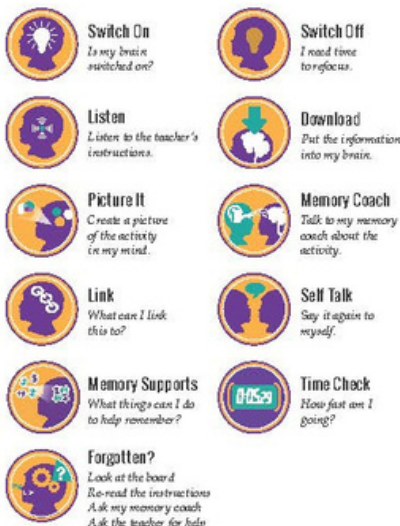 Switch On
Is my brain
switched on?
Switch Off
I need time
to refocus.
Listen
Listen to the teacher's
instructions.
Download
Put the information
into my brain.
Picture It
Create a picture
of the activity
in my mind.
Memory Coach
Talk to my memory
coach about the
activity.
Link
What can I link
this to?
Self Talk
Say it again to
myself.
Memory Supports
What things can I do
to help remember?
Time Check
How fast am I
going?
Forgotten?
Look at the board
Re-read the instructions
Ask my memory coach
Ask the teacher for help